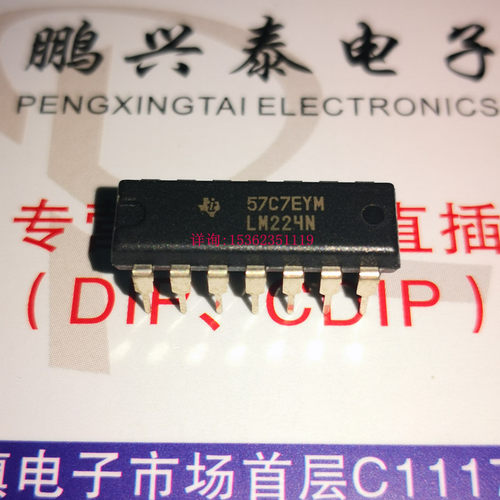 鹏兴泰电子
PENGXINGTAI ELECTRONICS
57C7EYM
LM224N
详询:15362351119
专 直插
(DIP、CDIP)
电子市场首层C1117